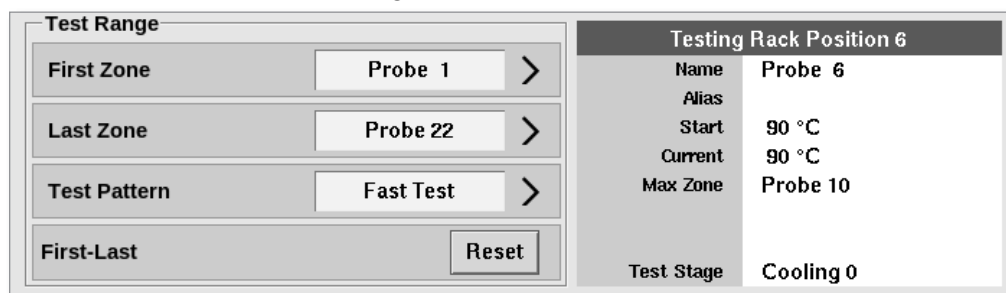 Test Range
First Zone Probe 1 >
Last Zone Probe 22 >
Test Pattern Fast Test >
First-Last Reset
Testing Rack Position 6
Name Probe 6
Alias
Start 90 °C
Current 90 °C
Max Zone Probe 10
Test Stage Cooling 0